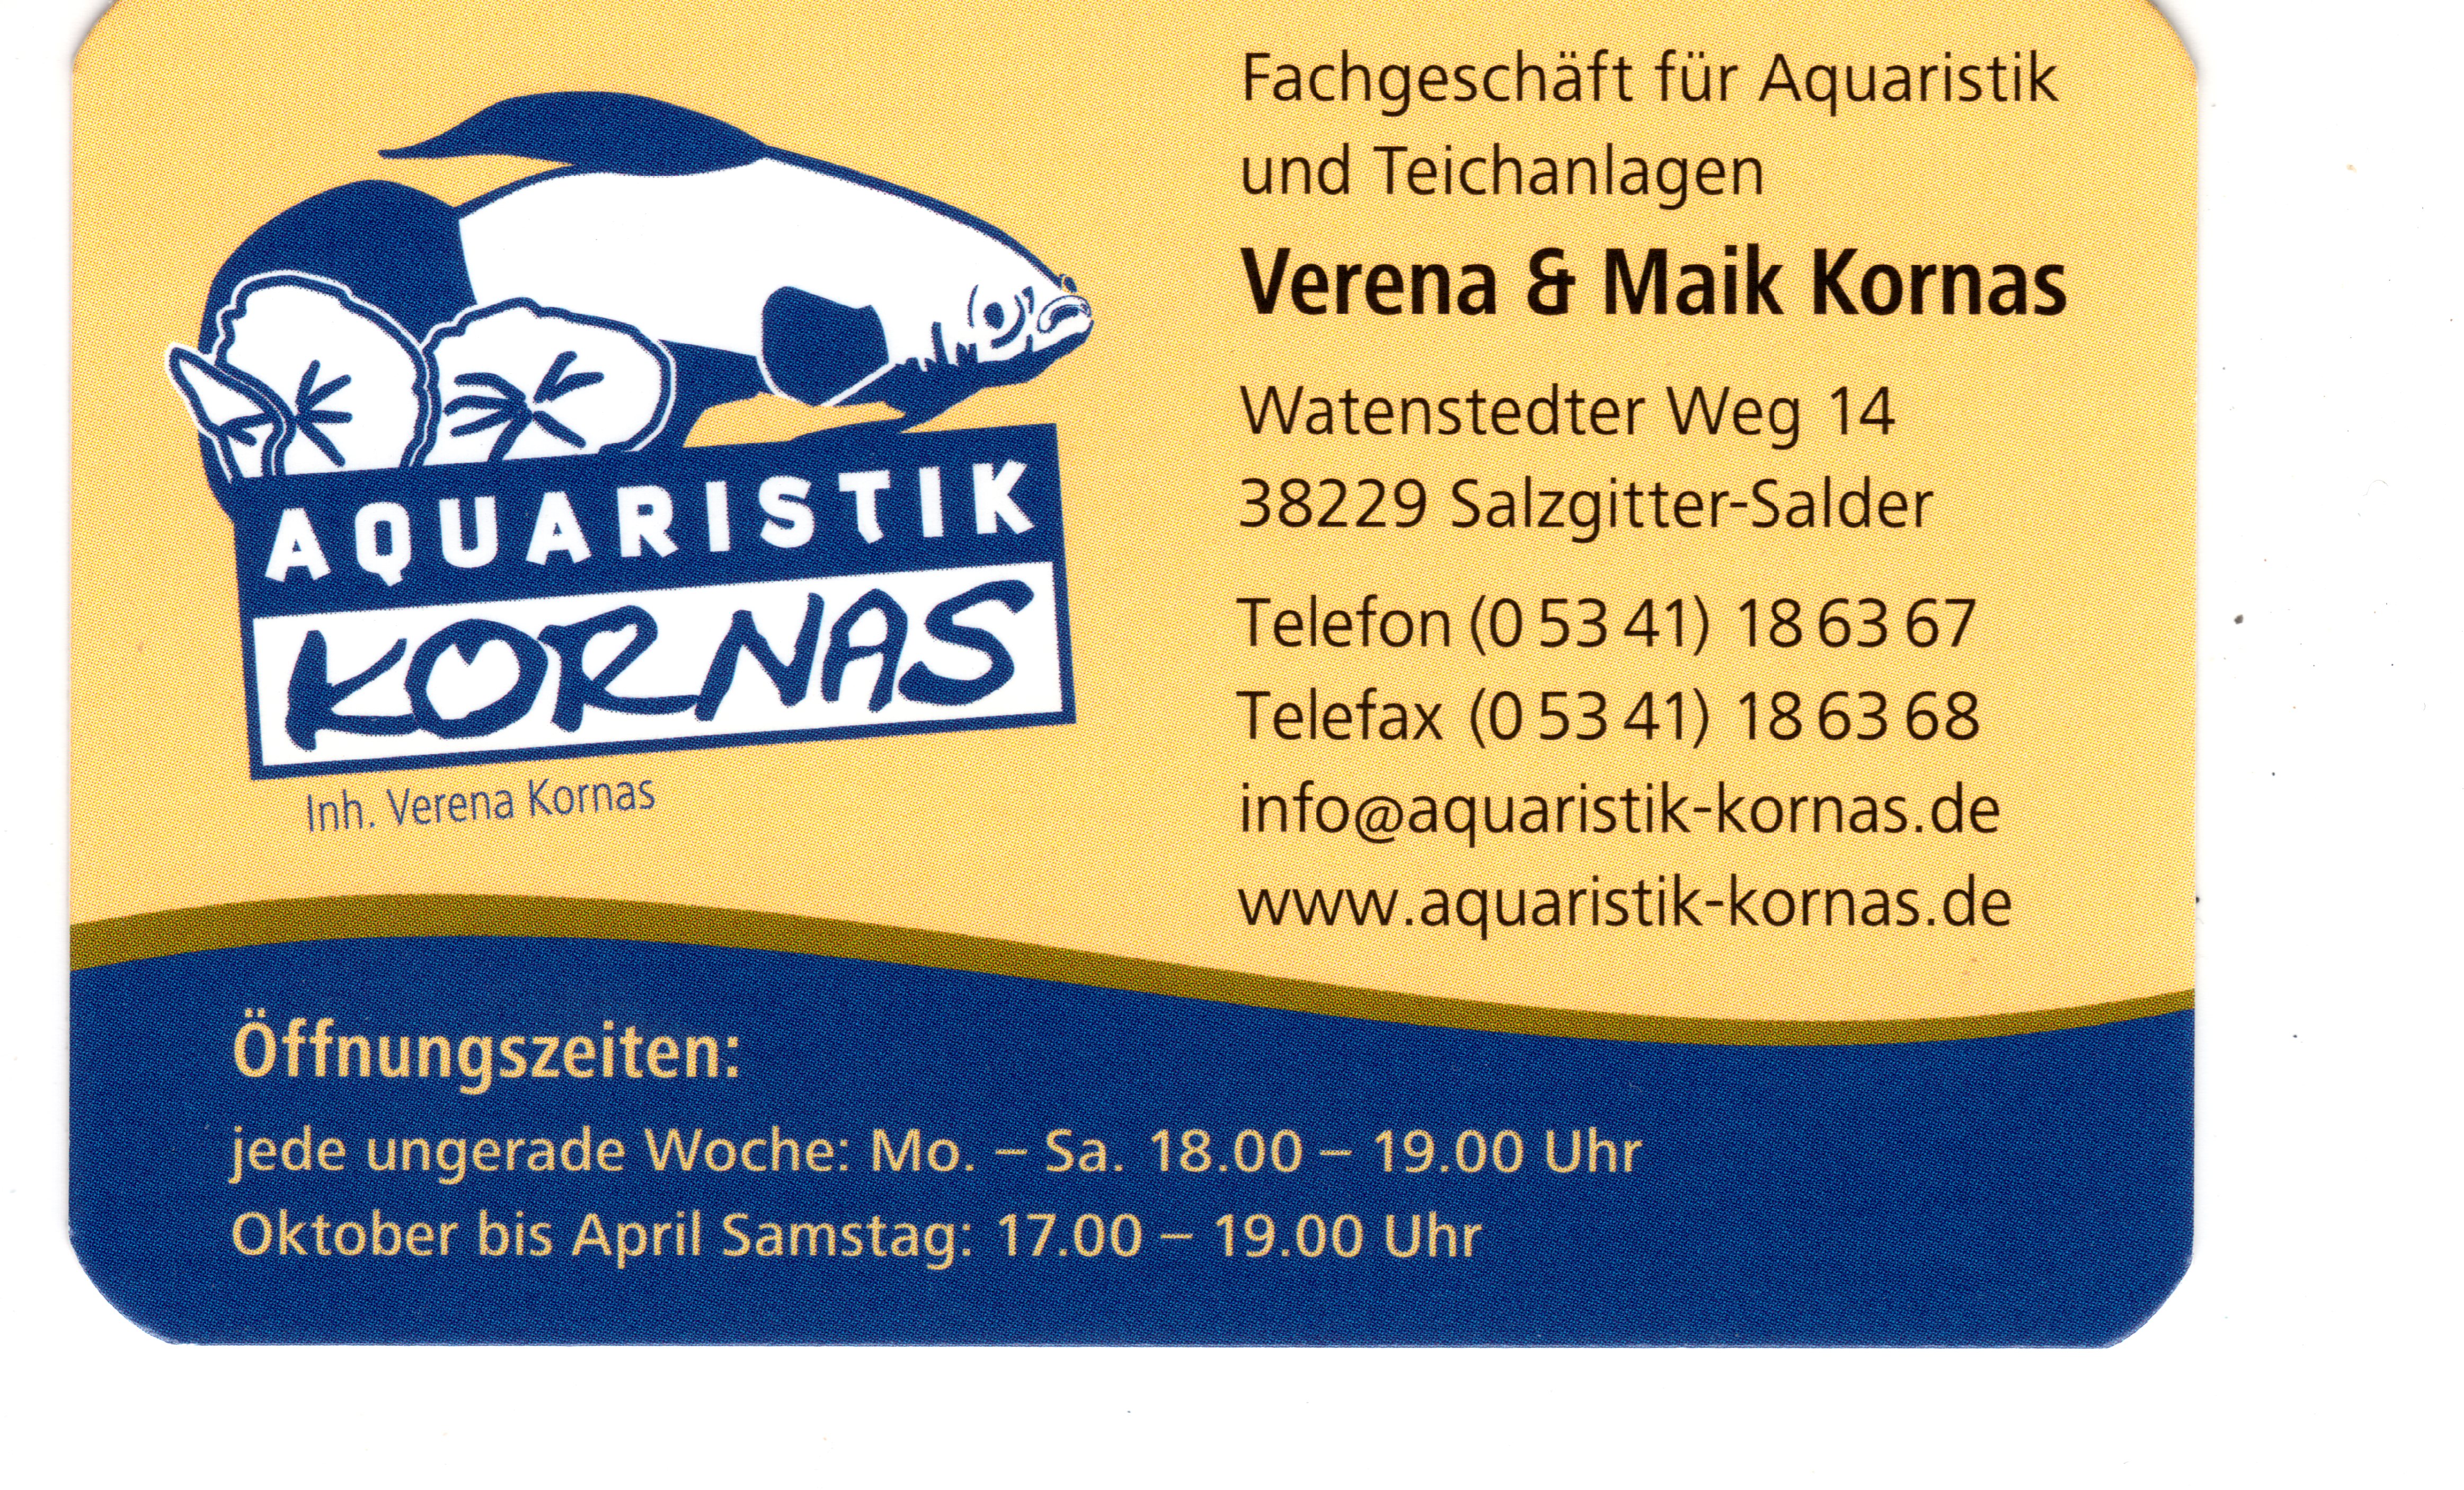 AQUARISTIK
KORNAS
Inh. Verena Kornas
Fachgeschäft für Aquaristik
und Teichanlagen
Verena & Maik Kornas
Watenstedter Weg 14
38229 Salzgitter-Salder
Telefon (0 53 41) 18 63 67
Telefax (0 53 41) 18 63 68
info@aquaristik-kornas.de
www.aquaristik-kornas.de
Öffnungszeiten:
jede ungerade Woche: Mo. – Sa. 18.00 – 19.00 Uhr
Oktober bis April Samstag: 17.00 – 19.00 Uhr